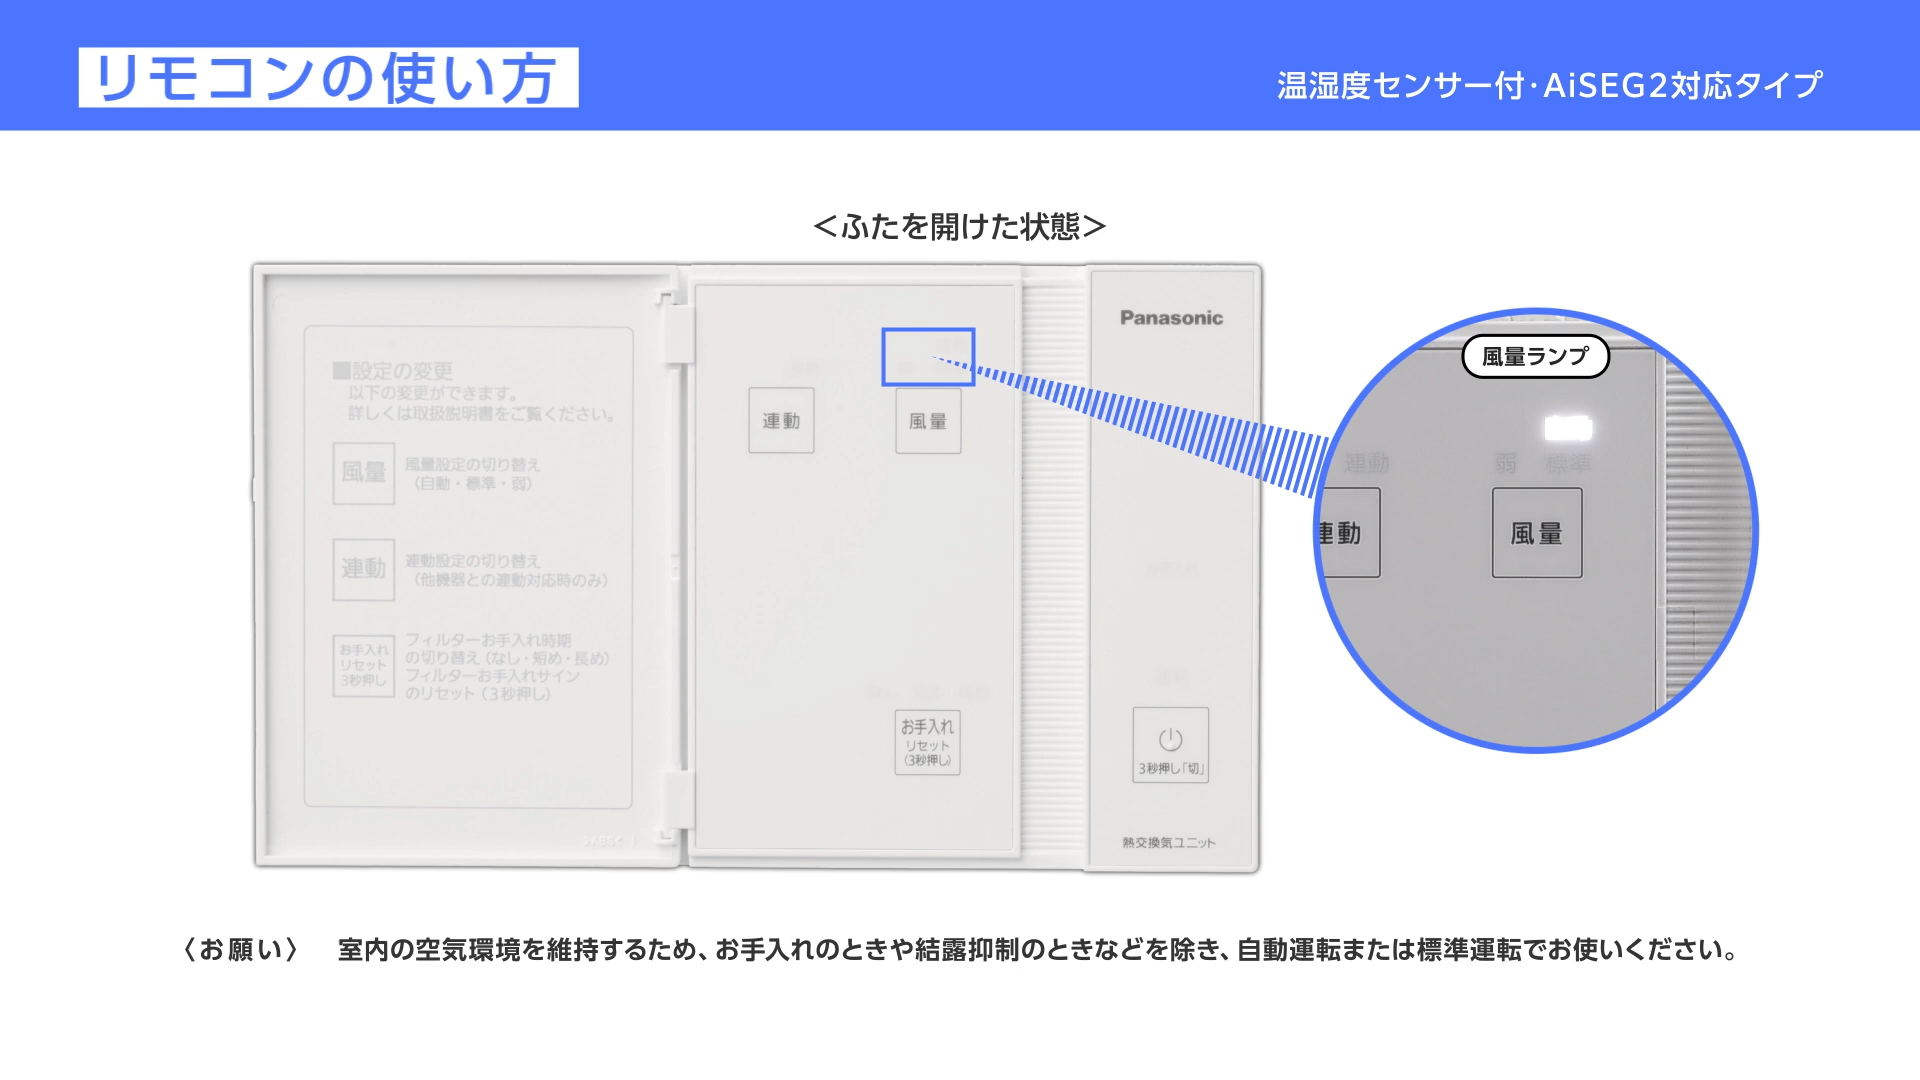 リモコンの使い方
温湿度センサー付・AiSEG2対応タイプ
＜ふたを開けた状態＞
■設定の変更
以下の変更ができます。
詳しくは取扱説明書をご覧ください。
風量
風量設定の切り替え
（自動・標準・弱）
連動
連動設定の切り替え
（他機器との連動対応時のみ）
お手入れ
リセット
3秒押し
フィルターお手入れ時期
の切り替え（なし・短め・長め）
フィルターお手入れサイン
のリセット（3秒押し）
連動
風量
お手入れ
リセット
（3秒押し）
Panasonic
3秒押し「切」
熱交換気ユニット
風量ランプ
連動
弱 標準
連動
風量
〈お願い〉 室内の空気環境を維持するため、お手入れのときや結露抑制のときなどを除き、自動運転または標準運転でお使いください。